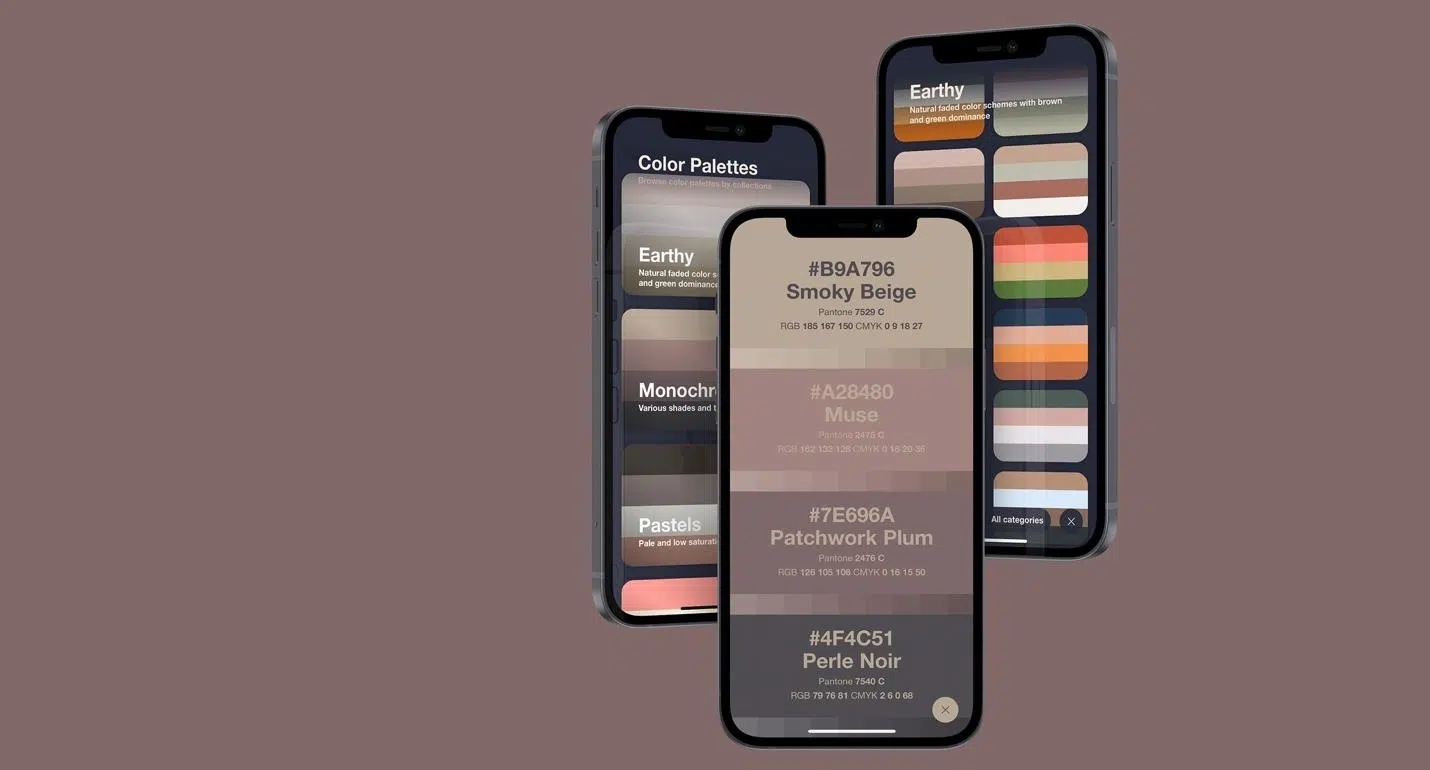 Color Palettes
Browse color palettes by collections
Earthy
Natural faded color s
and green dominance
Monochr
Various shades and t
Pastels
Pale and low saturati
#B9A796
Smoky Beige
Pantone 7529 C
RGB 185 167 150 CMYK 0 9 18 27
#A28480
Muse
Pantone 2475 C
RGB 162 132 128 CMYK 0 18 20 36
#7E696A
Patchwork Plum
Pantone 2476 C
RGB 126 105 106 CMYK 0 16 15 50
#4F4C51
Perle Noir
Pantone 7540 C
RGB 79 76 81 CMYK 2 6 0 68
Earthy
Natural faded color schemes with brown
and green dominance
All categories